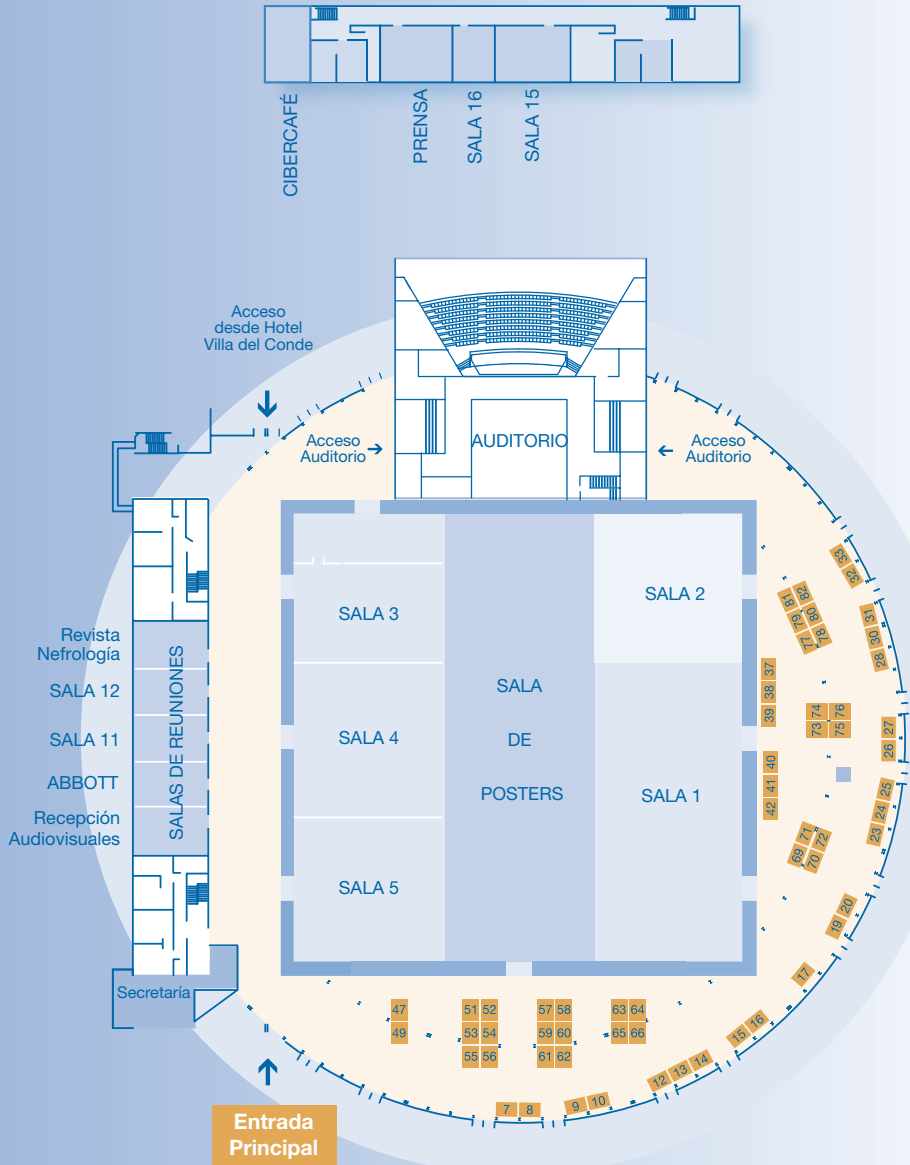 CIBERCAFÉ
PRENSA
SALA 16
SALA 15
Acceso
desde Hotel
Villa del Conde
Acceso
Auditorio
AUDITORIO
Acceso
Auditorio
SALA 3
SALA 2
SALA
DE
POSTERS
SALA 4
SALA 1
SALA 5
Revista
Nefrología
SALA 12
SALA 11
ABBOTT
Recepción
Audiovisuales
SALAS DE REUNIONES
Secretaría
Entrada
Principal
33
32
31
30
28
27
26
25
24
23
20
19
17
16
15
14
13
12
10
9
8
7
81 82
79 80
77 78
37
38
39
74 76
73 75
40
41
42
71 72
69 70
47
49
51 52
53 54
55 56
57 58
59 60
61 62
63 64
65 66